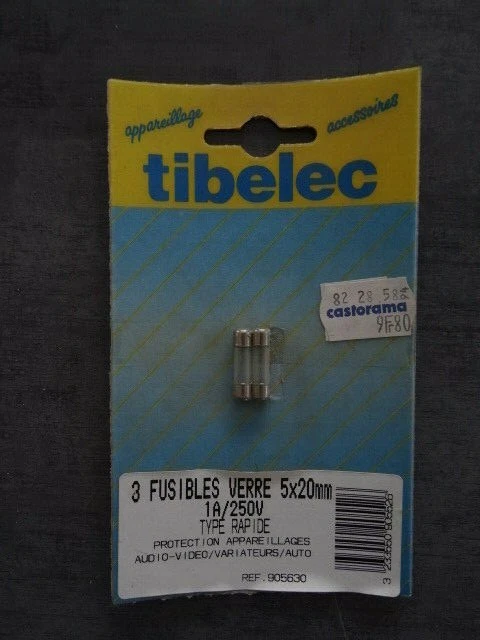 appareillage
accessoires
tibelec
82 28 58
castorama
9F80
3 FUSIBLES VERRE 5x20mm
1A/250V
TYPE RAPIDE
PROTECTION APPAREILLAGES
AUDIO-VIDEO/VARIATEURS/AUTO
REF. 905630